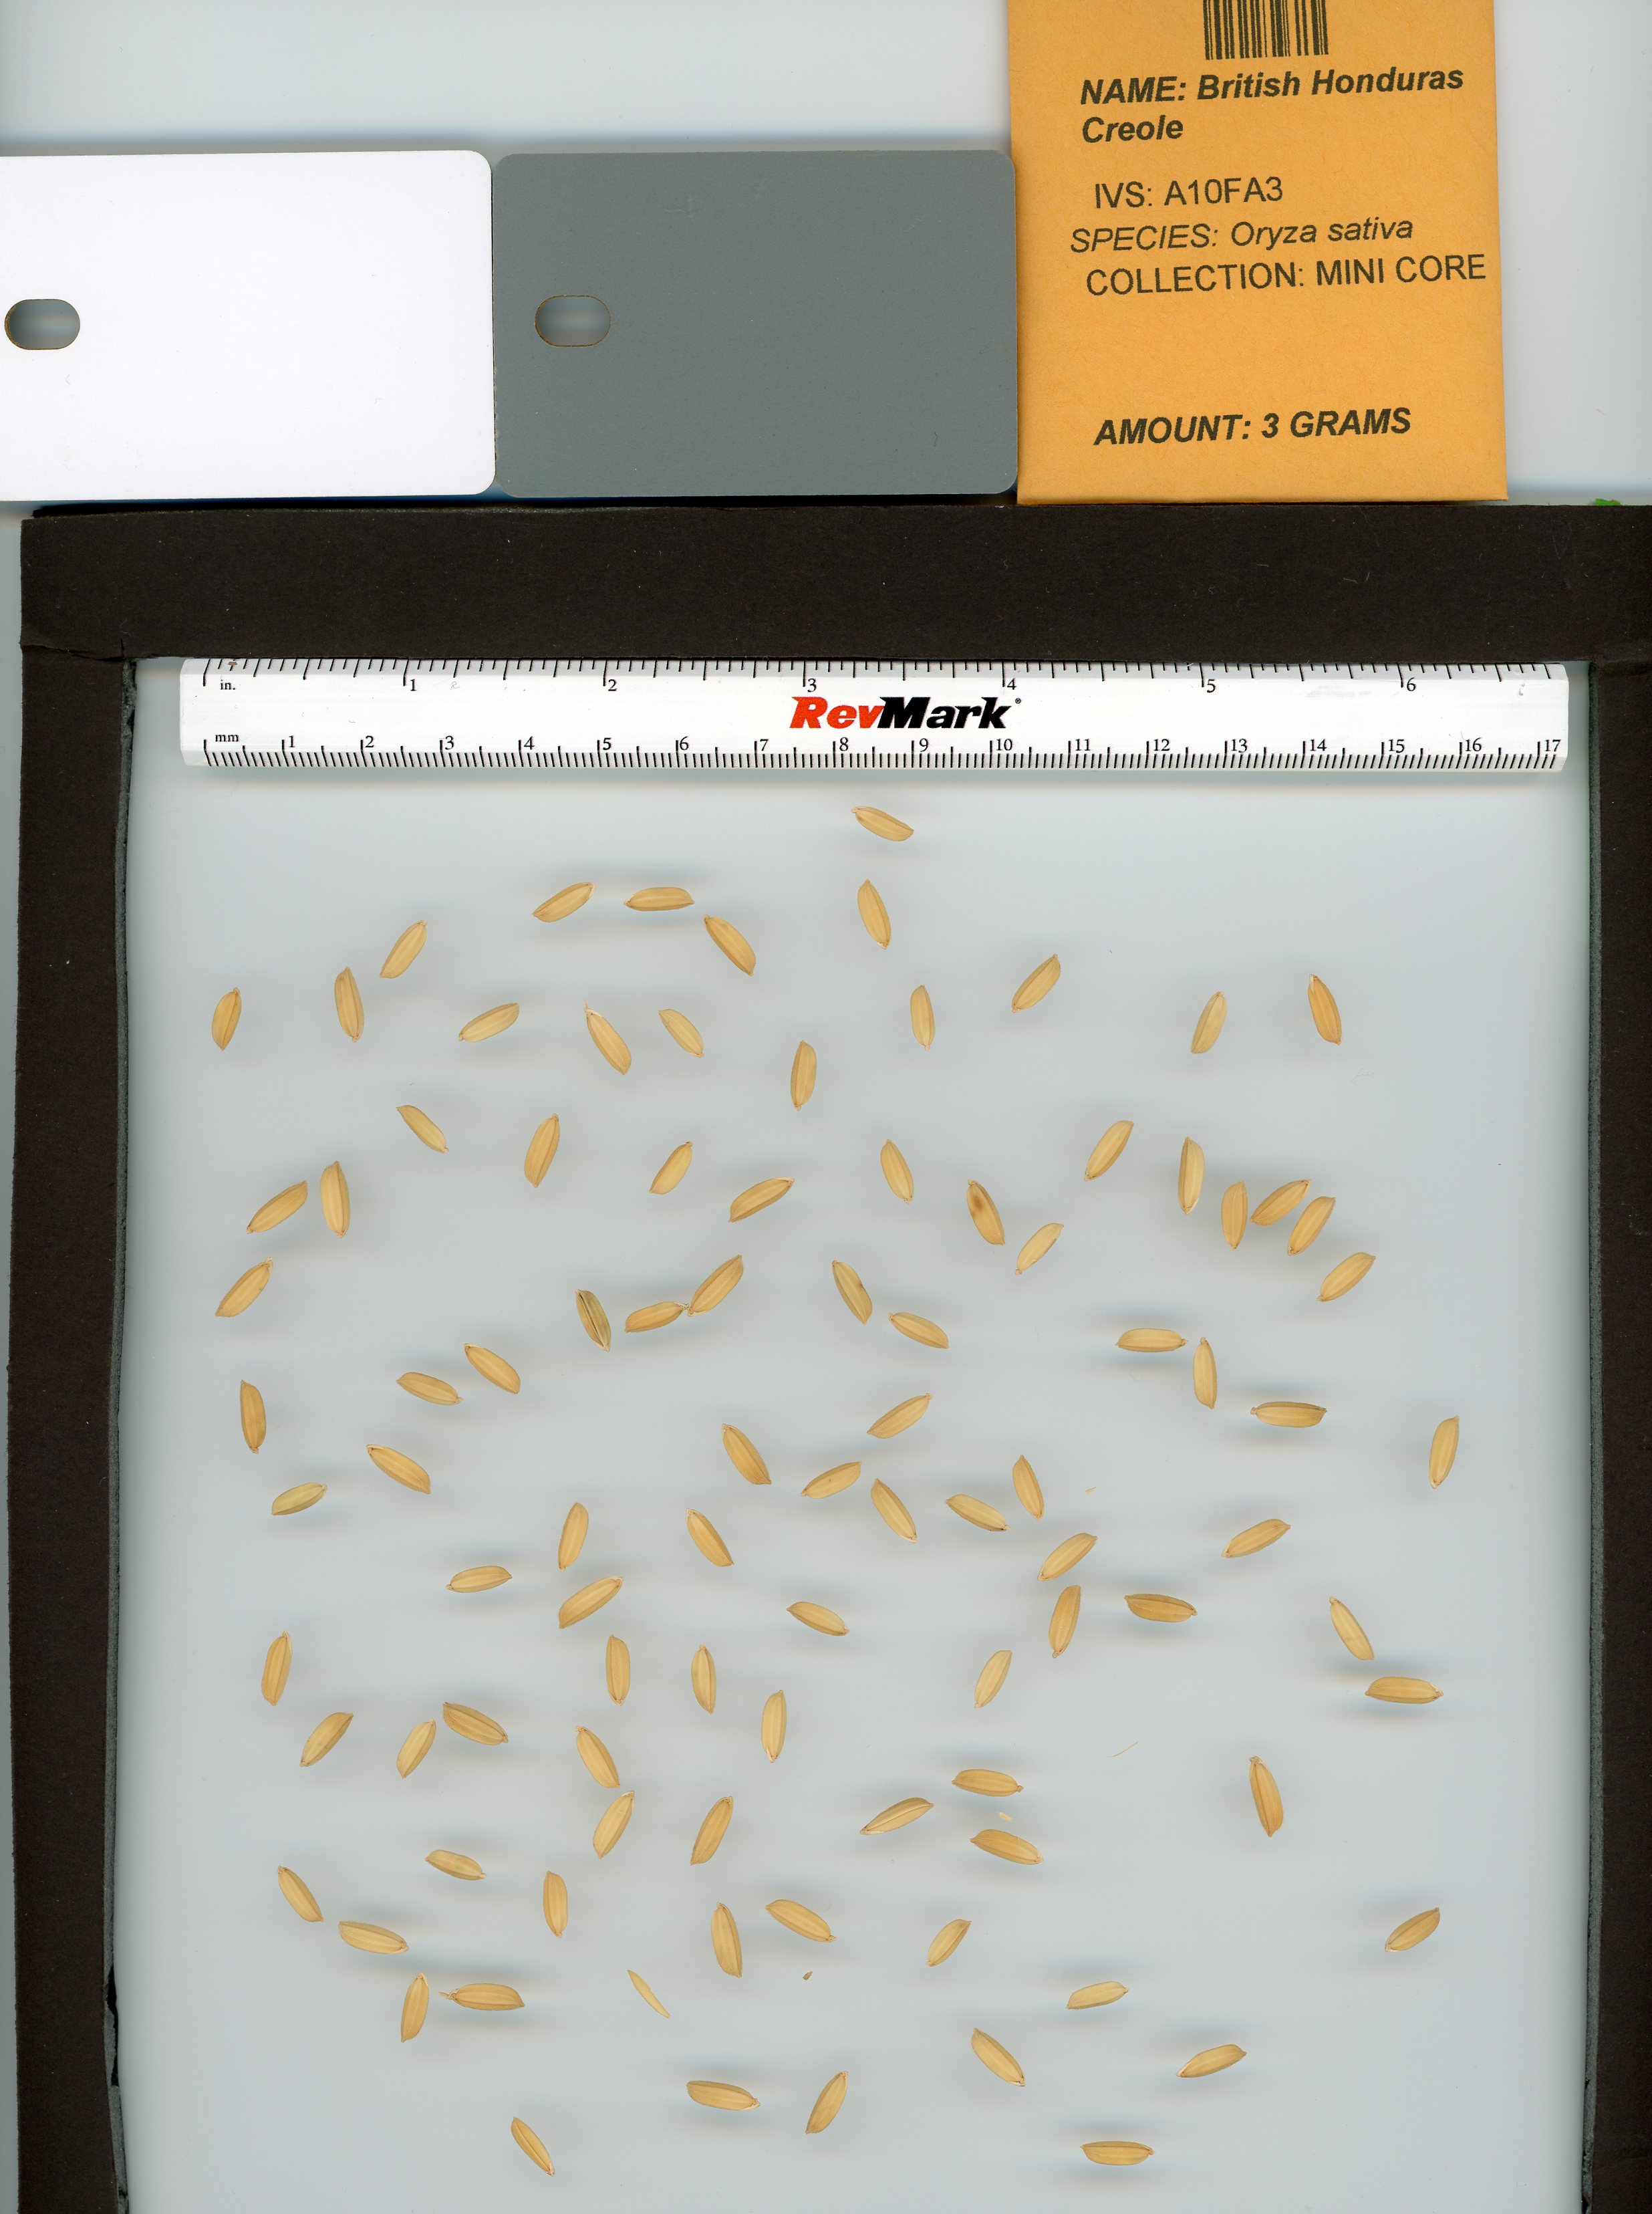 NAME: British Honduras
Creole
IVS: A10FA3
SPECIES: Oryza sativa
COLLECTION: MINI CORE
AMOUNT: 3 GRAMS
in. 1 2 3 4 5 6
RevMark
mm 1 2 3 4 5 6 7 8 9 10 11 12 13 14 15 16 17